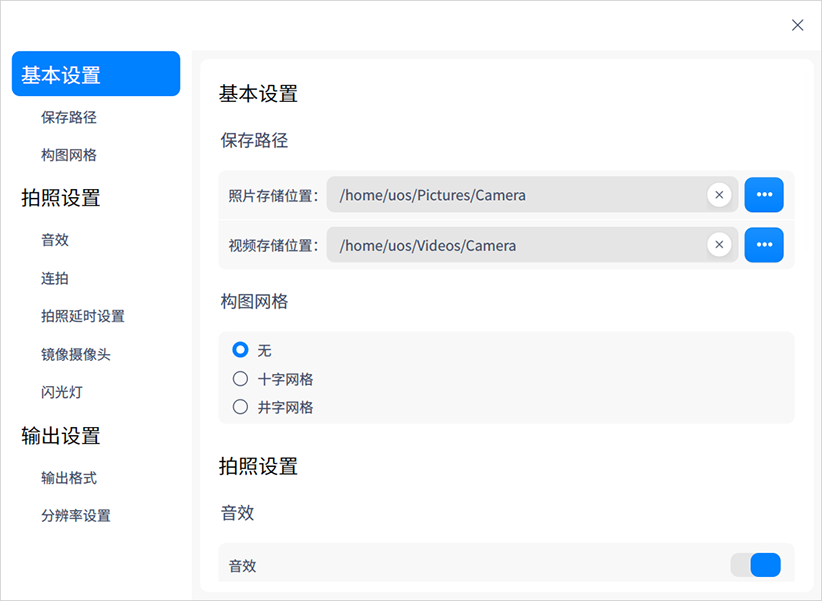 基本设置
保存路径
构图网格
拍照设置
音效
连拍
拍照延时设置
镜像摄像头
闪光灯
输出设置
输出格式
分辨率设置
基本设置
保存路径
照片存储位置： /home/uos/Pictures/Camera
视频存储位置： /home/uos/Videos/Camera
构图网格
无
十字网格
井字网格
拍照设置
音效
音效